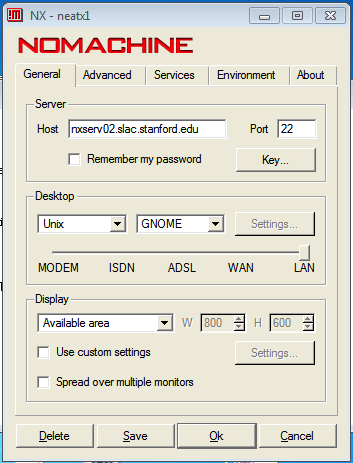 NX - neatx1
NOMACHINE
General Advanced Services Environment About
Server
Host nxserv02.slac.stanford.edu Port 22
Remember my password Key...
Desktop
Unix GNOME Settings...
MODEM ISDN ADSL WAN LAN
Display
Available area W 800 H 600
Use custom settings Settings...
Spread over multiple monitors
Delete Save Ok Cancel